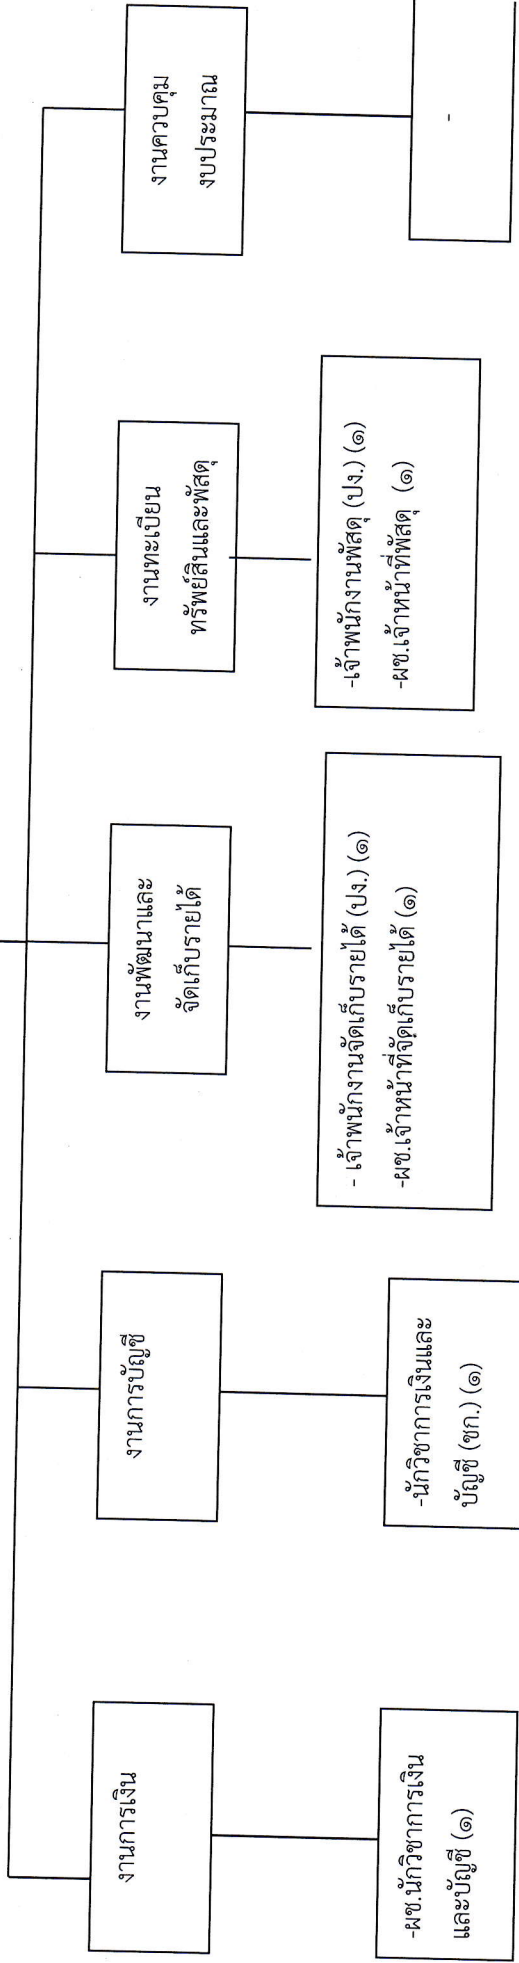 งานการเงิน
งานการบัญชี
งานพัฒนาและ
จัดเก็บรายได้
งานทะเบียน
ทรัพย์สินและพัสดุ
งานควบคุม
งบประมาณ
-ผช.นักวิชาการเงิน
และบัญชี (๑)
-นักวิชาการเงินและ
บัญชี (ชก.) (๑)
- เจ้าพนักงานจัดเก็บรายได้ (ปง.) (๑)
-ผช.เจ้าหน้าที่จัดเก็บรายได้ (๑)
-เจ้าพนักงานพัสดุ (ปง.) (๑)
-ผช.เจ้าหน้าที่พัสดุ (๑)
-